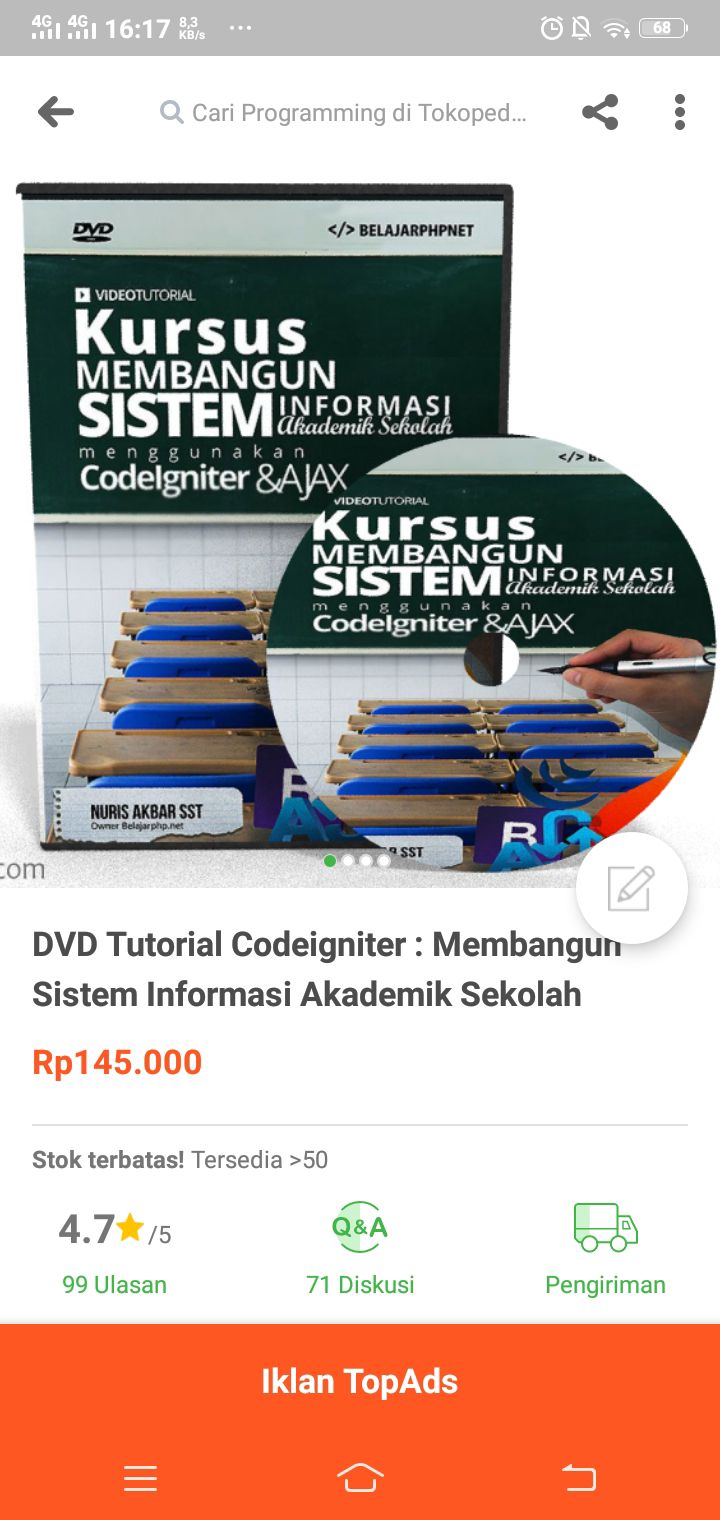 4G 4G 16:17 8,3 KB/s ... 68
Cari Programming di Tokoped...
DVD </> BELAJARPHPNET
VIDEOTUTORIAL
Kursus
MEMBANGUN
SISTEM INFORMASI
Akademik Sekolah
menggunakan
CodeIgniter & AJAX
</> B
VIDEOTUTORIAL
Kursus
MEMBANGUN
SISTEM INFORMASI
Akademik Sekolah
menggunakan
CodeIgniter & AJAX
NURIS AKBAR SST
Owner Belajarphp.net
B
A
SST
B
com
DVD Tutorial Codeigniter : Membangun
Sistem Informasi Akademik Sekolah
Rp145.000
Stok terbatas! Tersedia >50
4.7 /5
99 Ulasan
Q&A
71 Diskusi
Pengiriman
Iklan TopAds